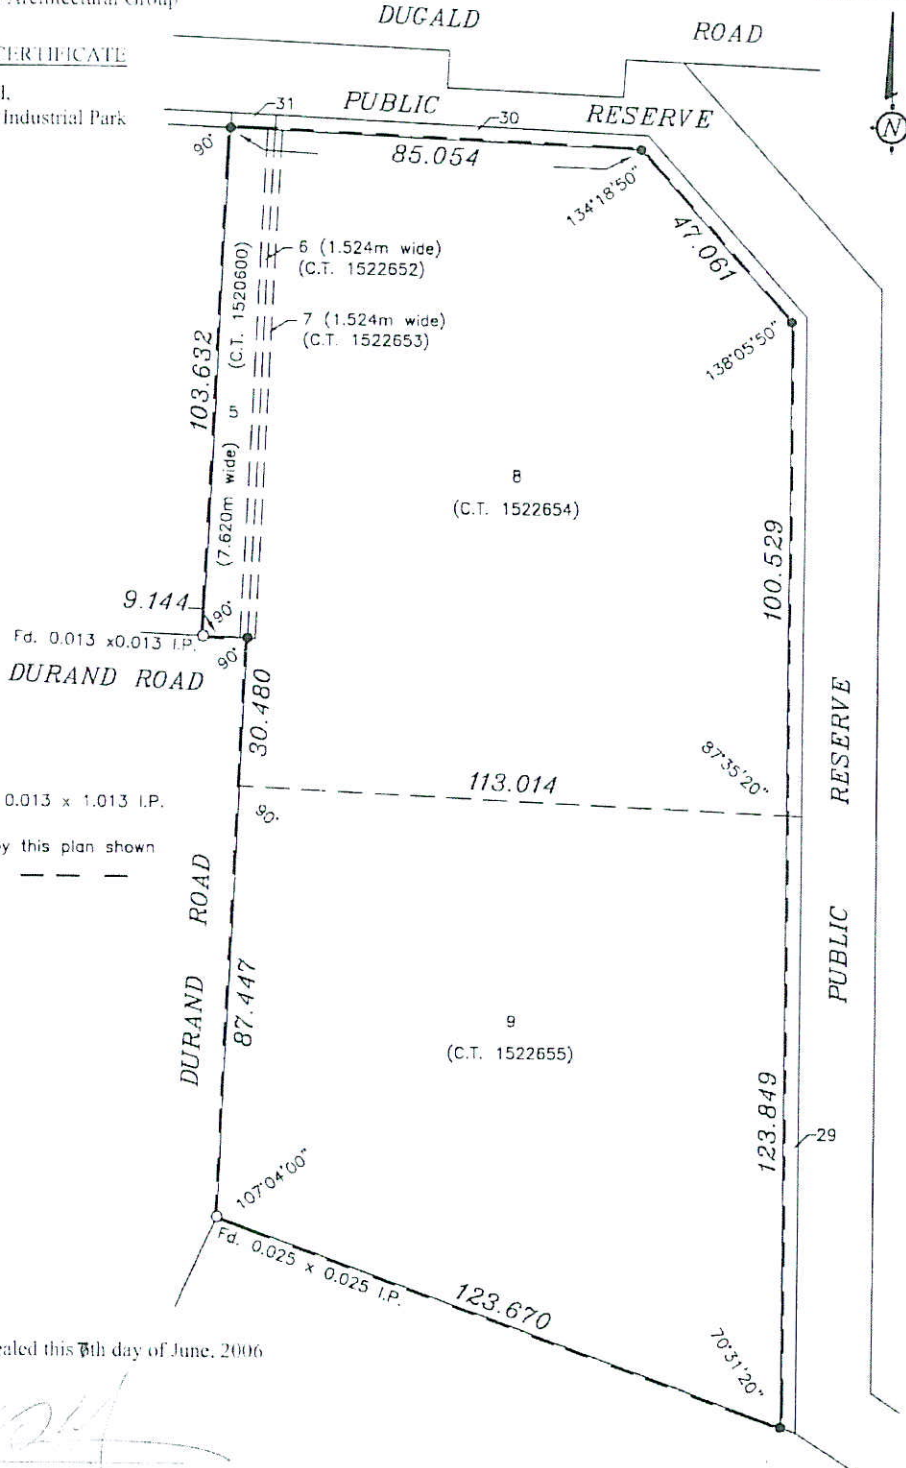 Architectural Group
DUGALD ROAD
CERTIFICATE
Industrial Park
31
PUBLIC RESERVE
30
90°
85.054
134°18'50"
47.061
N
6 (1.524m wide)
(C.T. 1522652)
(C.T. 1520600)
7 (1.524m wide)
(C.T. 1522653)
138°05'50"
103.632
5
(7.620m wide)
8
(C.T. 1522654)
100.529
9.144
90°
Fd. 0.013 x0.013 I.P.
90°
DURAND ROAD
30.480
87°35'20"
113.014
90°
0.013 x 1.013 I.P.
this plan shown
PUBLIC RESERVE
DURAND ROAD
87.447
9
(C.T. 1522655)
123.849
29
107°04'00"
Fd. 0.025 x 0.025 I.P.
123.670
70°31'20"
this day of June, 2006